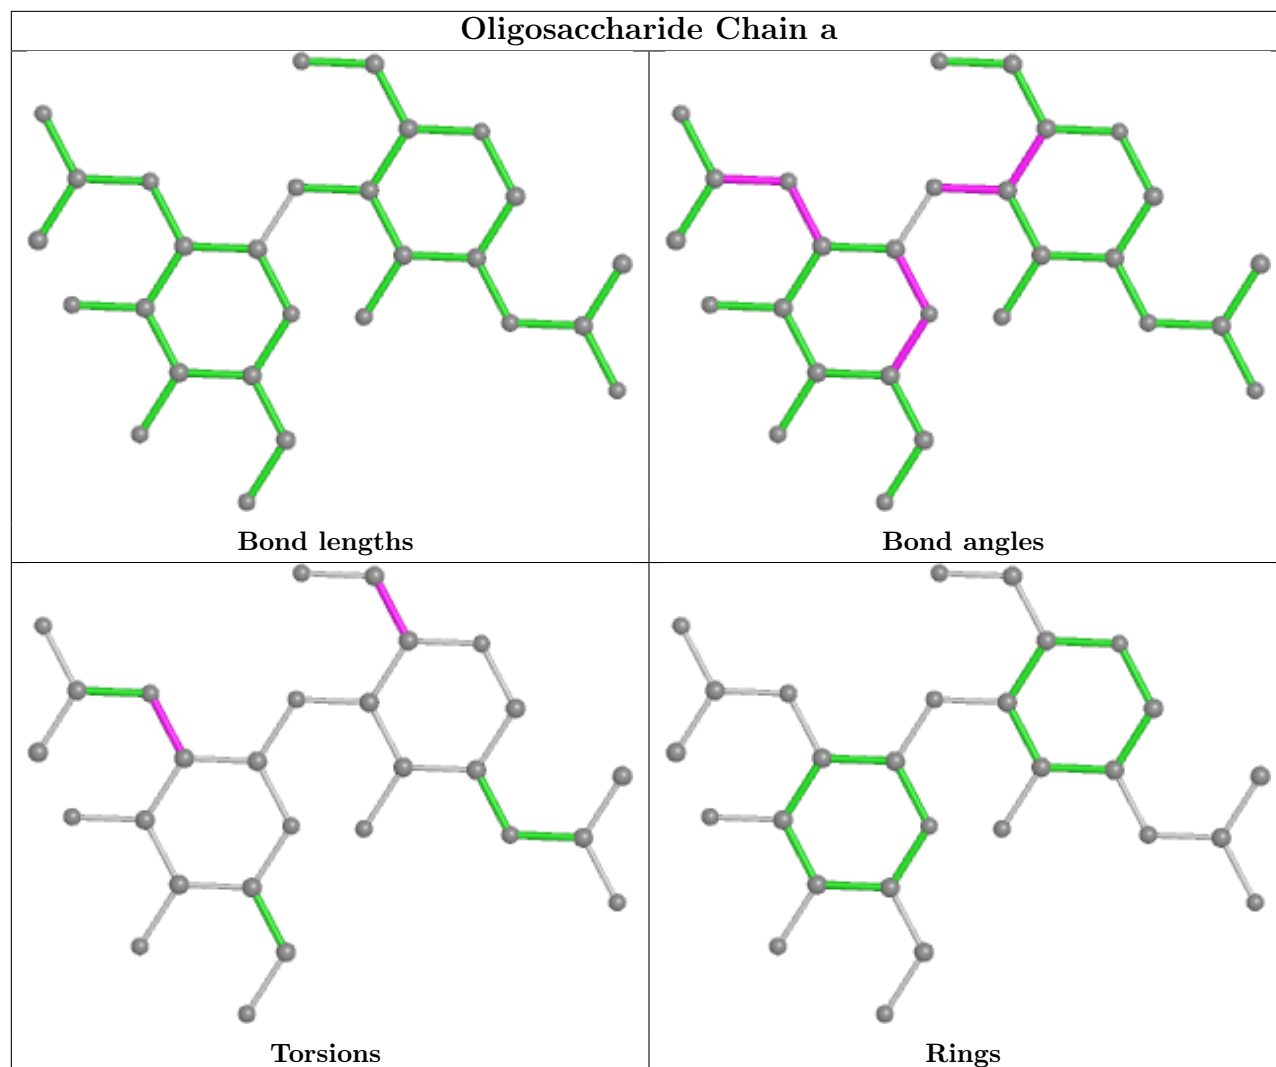 Oligosaccharide Chain a
Bond lengths
Bond angles
Torsions
Rings